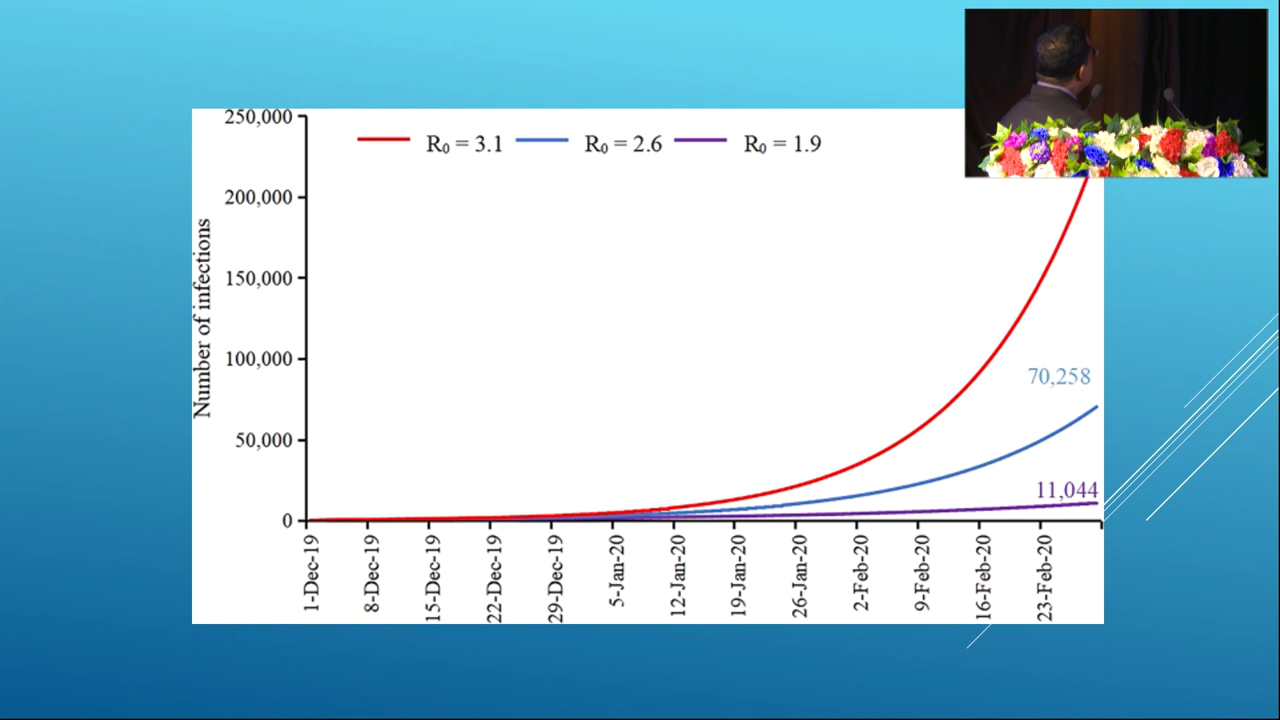 250,000
R₀ = 3.1
R₀ = 2.6
R₀ = 1.9
200,000
150,000
100,000
50,000
0
Number of infections
70,258
11,044
1-Dec-19
8-Dec-19
15-Dec-19
22-Dec-19
29-Dec-19
5-Jan-20
12-Jan-20
19-Jan-20
26-Jan-20
2-Feb-20
9-Feb-20
16-Feb-20
23-Feb-20